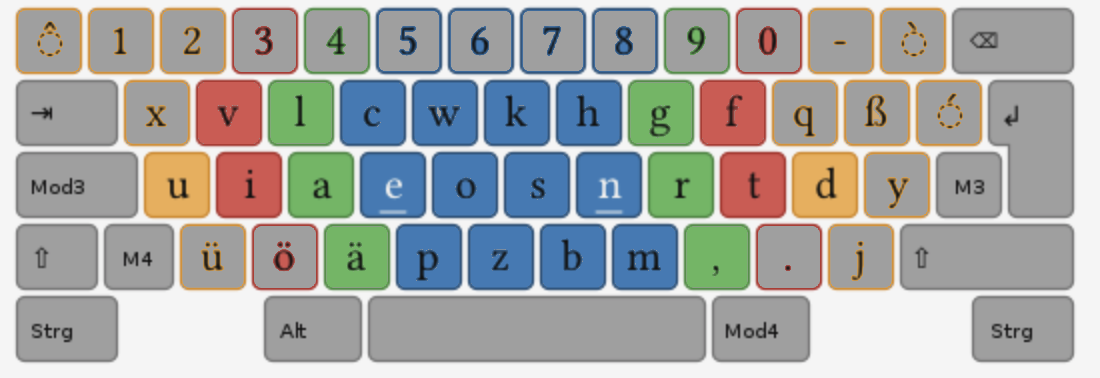 ◌̂ 1 2 3 4 5 6 7 8 9 0 - ◌̀ ⌫
⇥ x v l c w k h g f q ß ◌́ ↲
Mod3 u i a e o s n r t d y M3
⇧ M4 ü ö ä p z b m , . j ⇧
Strg Alt Mod4 Strg